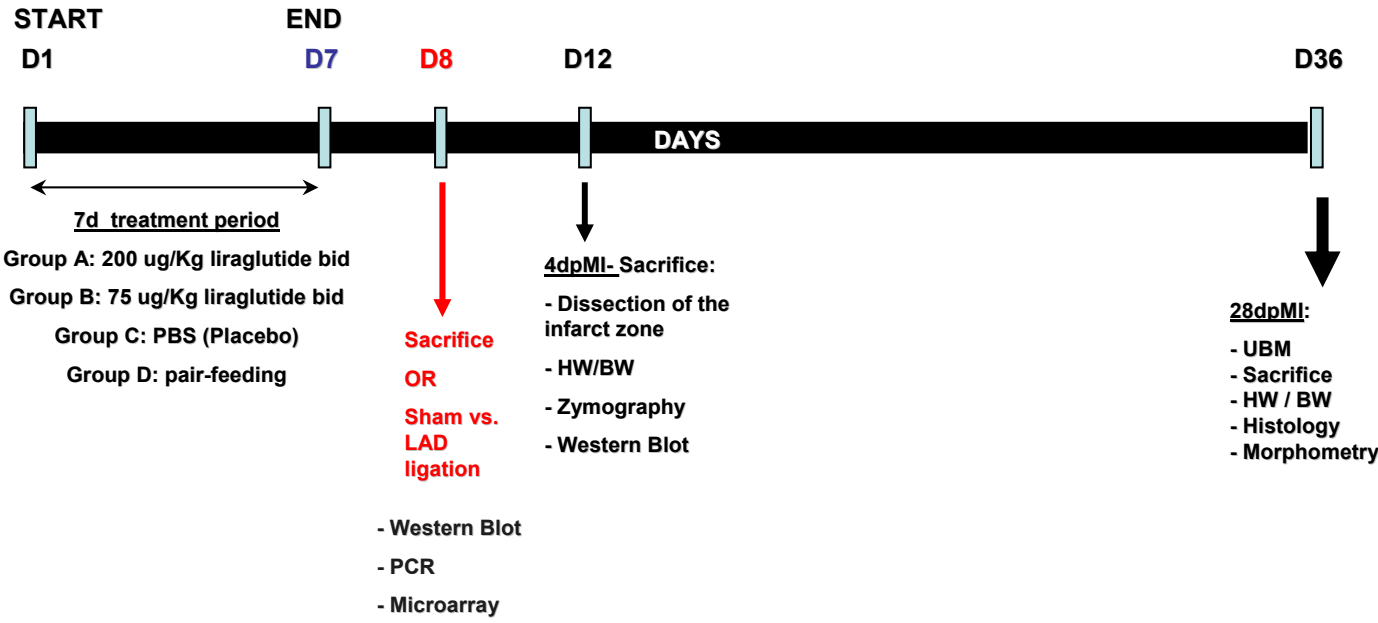 START END
D1 D7 D8 D12 D36
DAYS
7d treatment period
Group A: 200 ug/Kg liraglutide bid
Group B: 75 ug/Kg liraglutide bid
Group C: PBS (Placebo)
Group D: pair-feeding
Sacrifice
OR
Sham vs.
LAD
ligation
- Western Blot
- PCR
- Microarray
4dpMI- Sacrifice:
- Dissection of the
infarct zone
- HW/BW
- Zymography
- Western Blot
28dpMI:
- UBM
- Sacrifice
- HW / BW
- Histology
- Morphometry